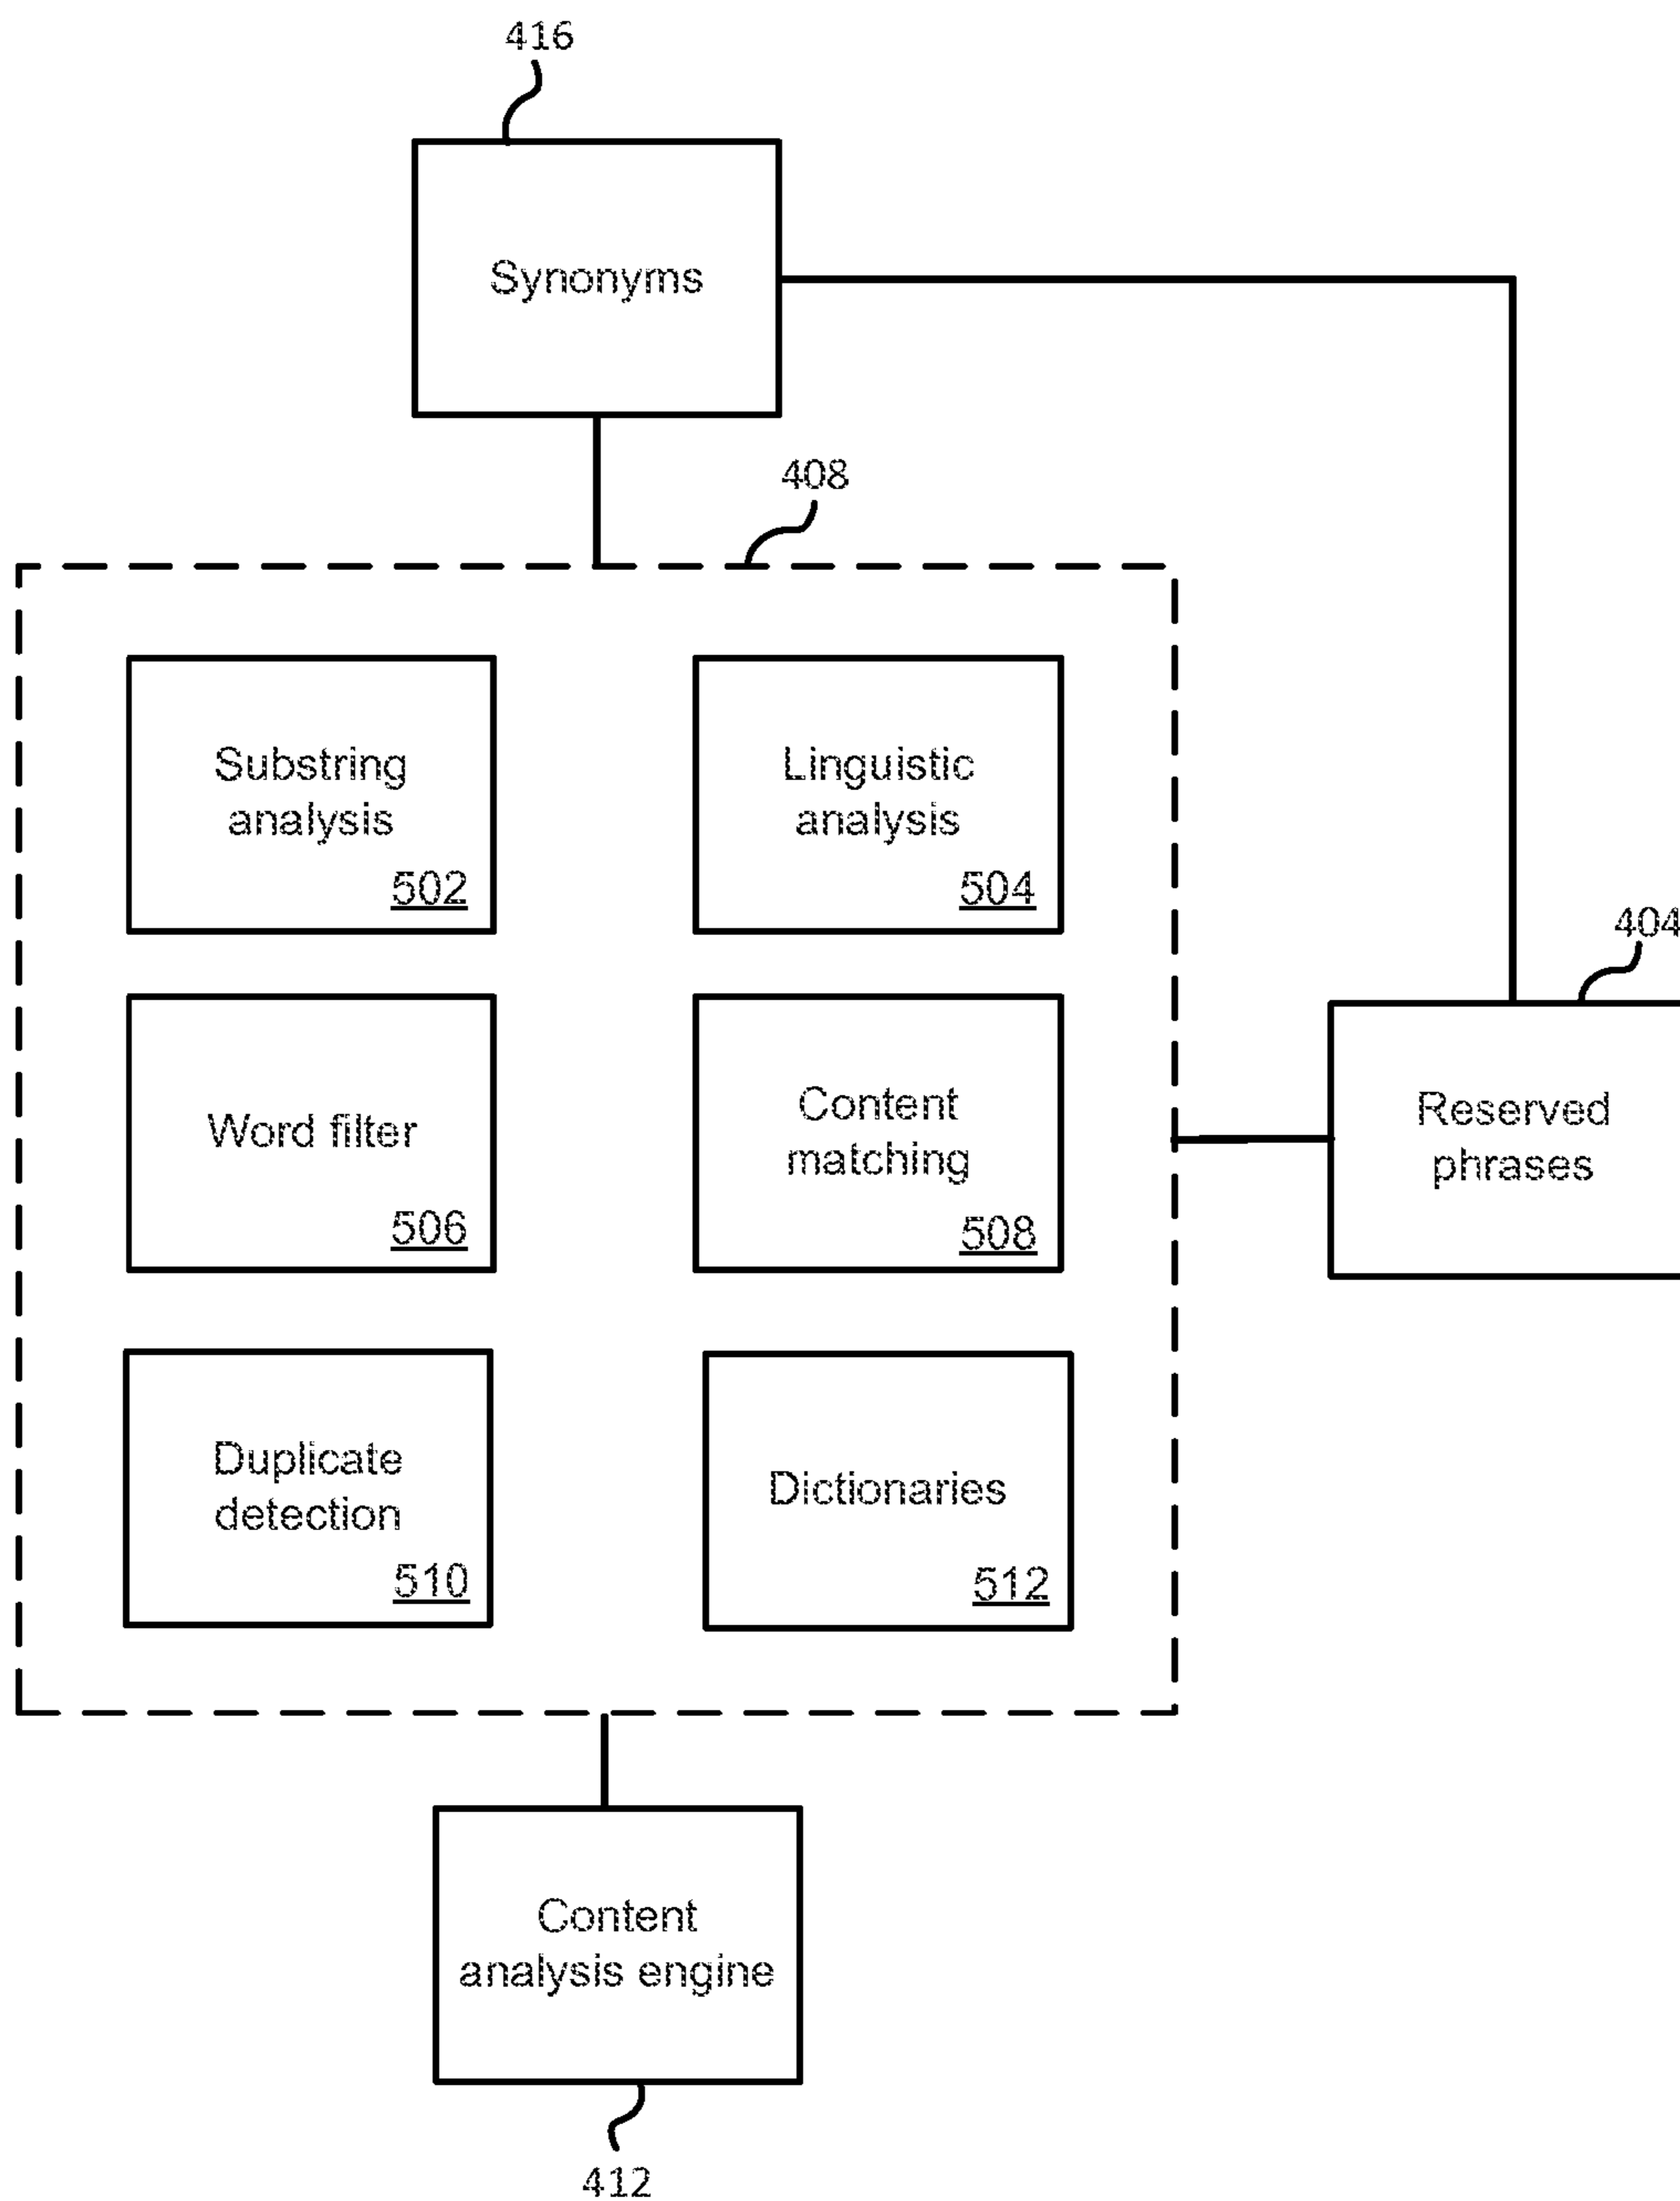 416
Synonyms
408
Substring
analysis
502
Linguistic
analysis
504
404
Word filter
506
Content
matching
508
Reserved
phrases
Duplicate
detection
510
Dictionaries
512
Content
analysis engine
412